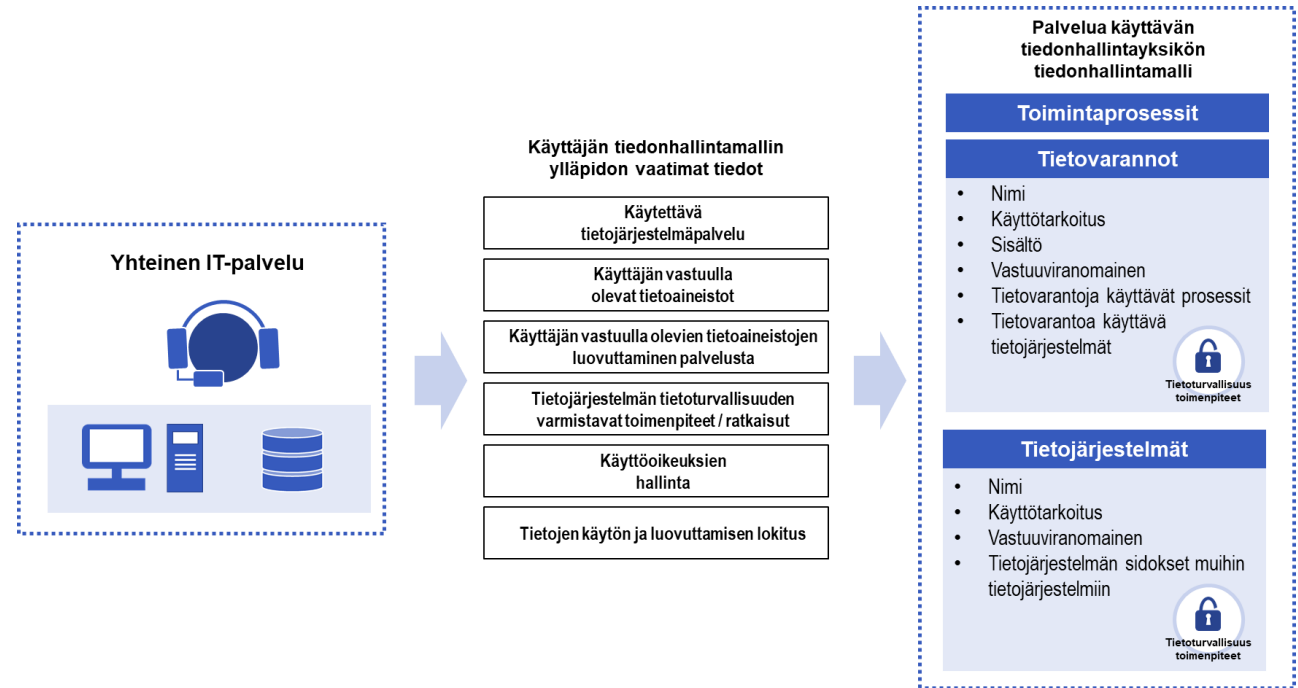 Yhteinen IT-palvelu
Käyttäjän tiedonhallintamallin
ylläpidon vaatimat tiedot
Käytettävä
tietojärjestelmäpalvelu
Käyttäjän vastuulla
olevat tietoaineistot
Käyttäjän vastuulla olevien tietoaineistojen
luovuttaminen palvelusta
Tietojärjestelmän tietoturvallisuuden
varmistavat toimenpiteet / ratkaisut
Käyttöoikeuksien
hallinta
Tietojen käytön ja luovuttamisen lokitus
Palvelua käyttävän
tiedonhallintayksikön
tiedonhallintamalli
Toimintaprosessit
Tietovarannot
• Nimi
• Käyttötarkoitus
• Sisältö
• Vastuuviranomainen
• Tietovarantoja käyttävät prosessit
• Tietovarantoa käyttävä
tietojärjestelmät
Tietoturvallisuus
toimenpiteet
Tietojärjestelmät
• Nimi
• Käyttötarkoitus
• Vastuuviranomainen
• Tietojärjestelmän sidokset muihin
tietojärjestelmiin
Tietoturvallisuus
toimenpiteet